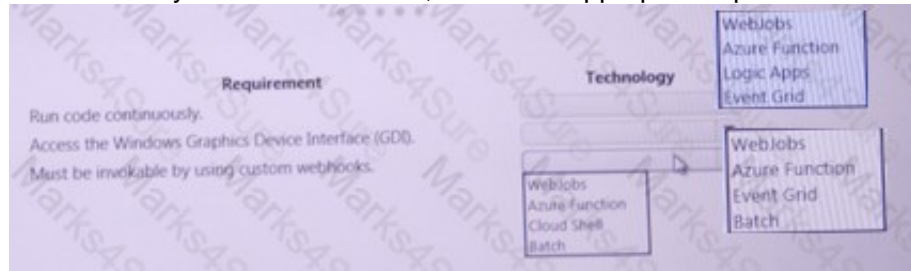 WebJobs
Azure Function
Logic Apps
Event Grid
Requirement
Technology
Run code continuously.
Access the Windows Graphics Device Interface (GDI).
Must be invokable by using custom webhooks.
WebJobs
Azure Function
Event Grid
Batch
WebJobs
Azure Function
Cloud Shell
Batch
Marks4Sure